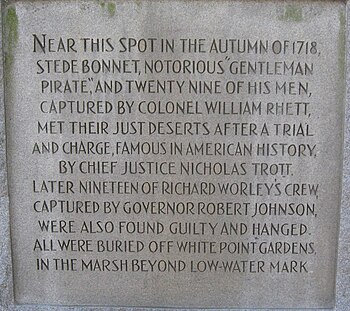 NEAR THIS SPOT IN THE AUTUMN OF 1718,
STEDE BONNET, NOTORIOUS "GENTLEMAN
PIRATE", AND TWENTY NINE OF HIS MEN,
CAPTURED BY COLONEL WILLIAM RHETT,
MET THEIR JUST DESERTS AFTER A TRIAL
AND CHARGE, FAMOUS IN AMERICAN HISTORY,
BY CHIEF JUSTICE NICHOLAS TROTT.
LATER NINETEEN OF RICHARD WORLEY'S CREW,
CAPTURED BY GOVERNOR ROBERT JOHNSON,
WERE ALSO FOUND GUILTY AND HANGED.
ALL WERE BURIED OFF WHITE POINT GARDENS,
IN THE MARSH BEYOND LOW-WATER MARK